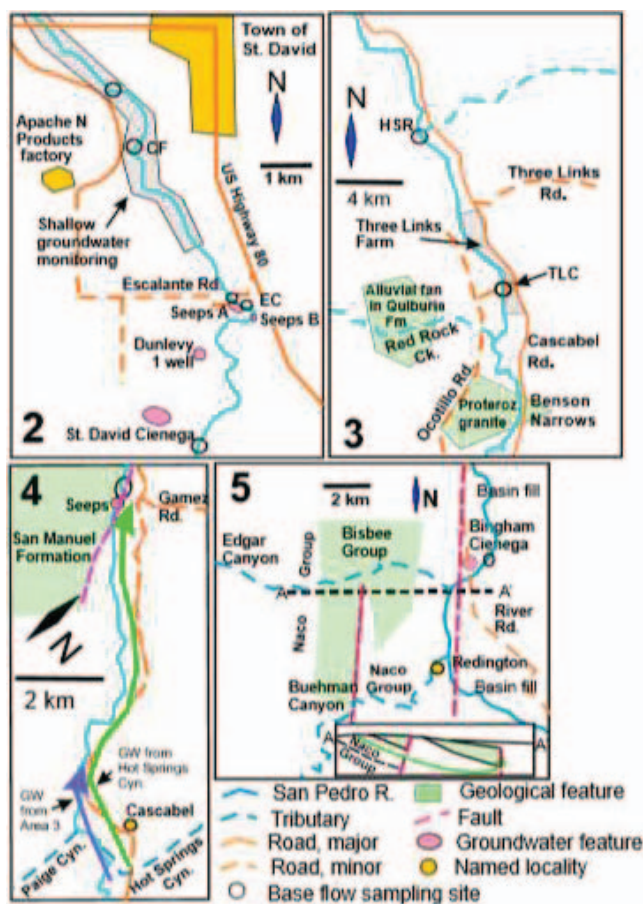 Town of
St. David
N
1 km
Apache N
Products
factory
CF
Shallow
groundwater
monitoring
US Highway 80
Escalante Rd.
EC
Seeps A
Seeps B
Dunlevy
1 well
2
St. David Cienega
3
N
HSR
4 km
Three Links
Rd.
Three Links
Farm
TLC
Alluvial fan
in Quiburis
Fm
Red Rock
Ck.
Cascabel
Rd.
Ocotillo Rd.
Proteroz
granite
Benson
Narrows
4
Seeps
Gamez
Rd.
San Manuel
Formation
N
2 km
GW from
Hot Springs
Cyn.
GW
from
Area 3
Cascabel
Paige Cyn.
Hot Springs
Cyn.
5
2 km
N
Basin fill
Edgar
Canyon
Group
Bisbee
Group
Bingham
Cienega
A
A'
Naco
River
Rd.
Naco
Group
Redington
Buehman
Canyon
Basin fill
A
A'
Naco
Group
San Pedro R.
Geological feature
Tributary
Fault
Road, major
Groundwater feature
Road, minor
Named locality
Base flow sampling site